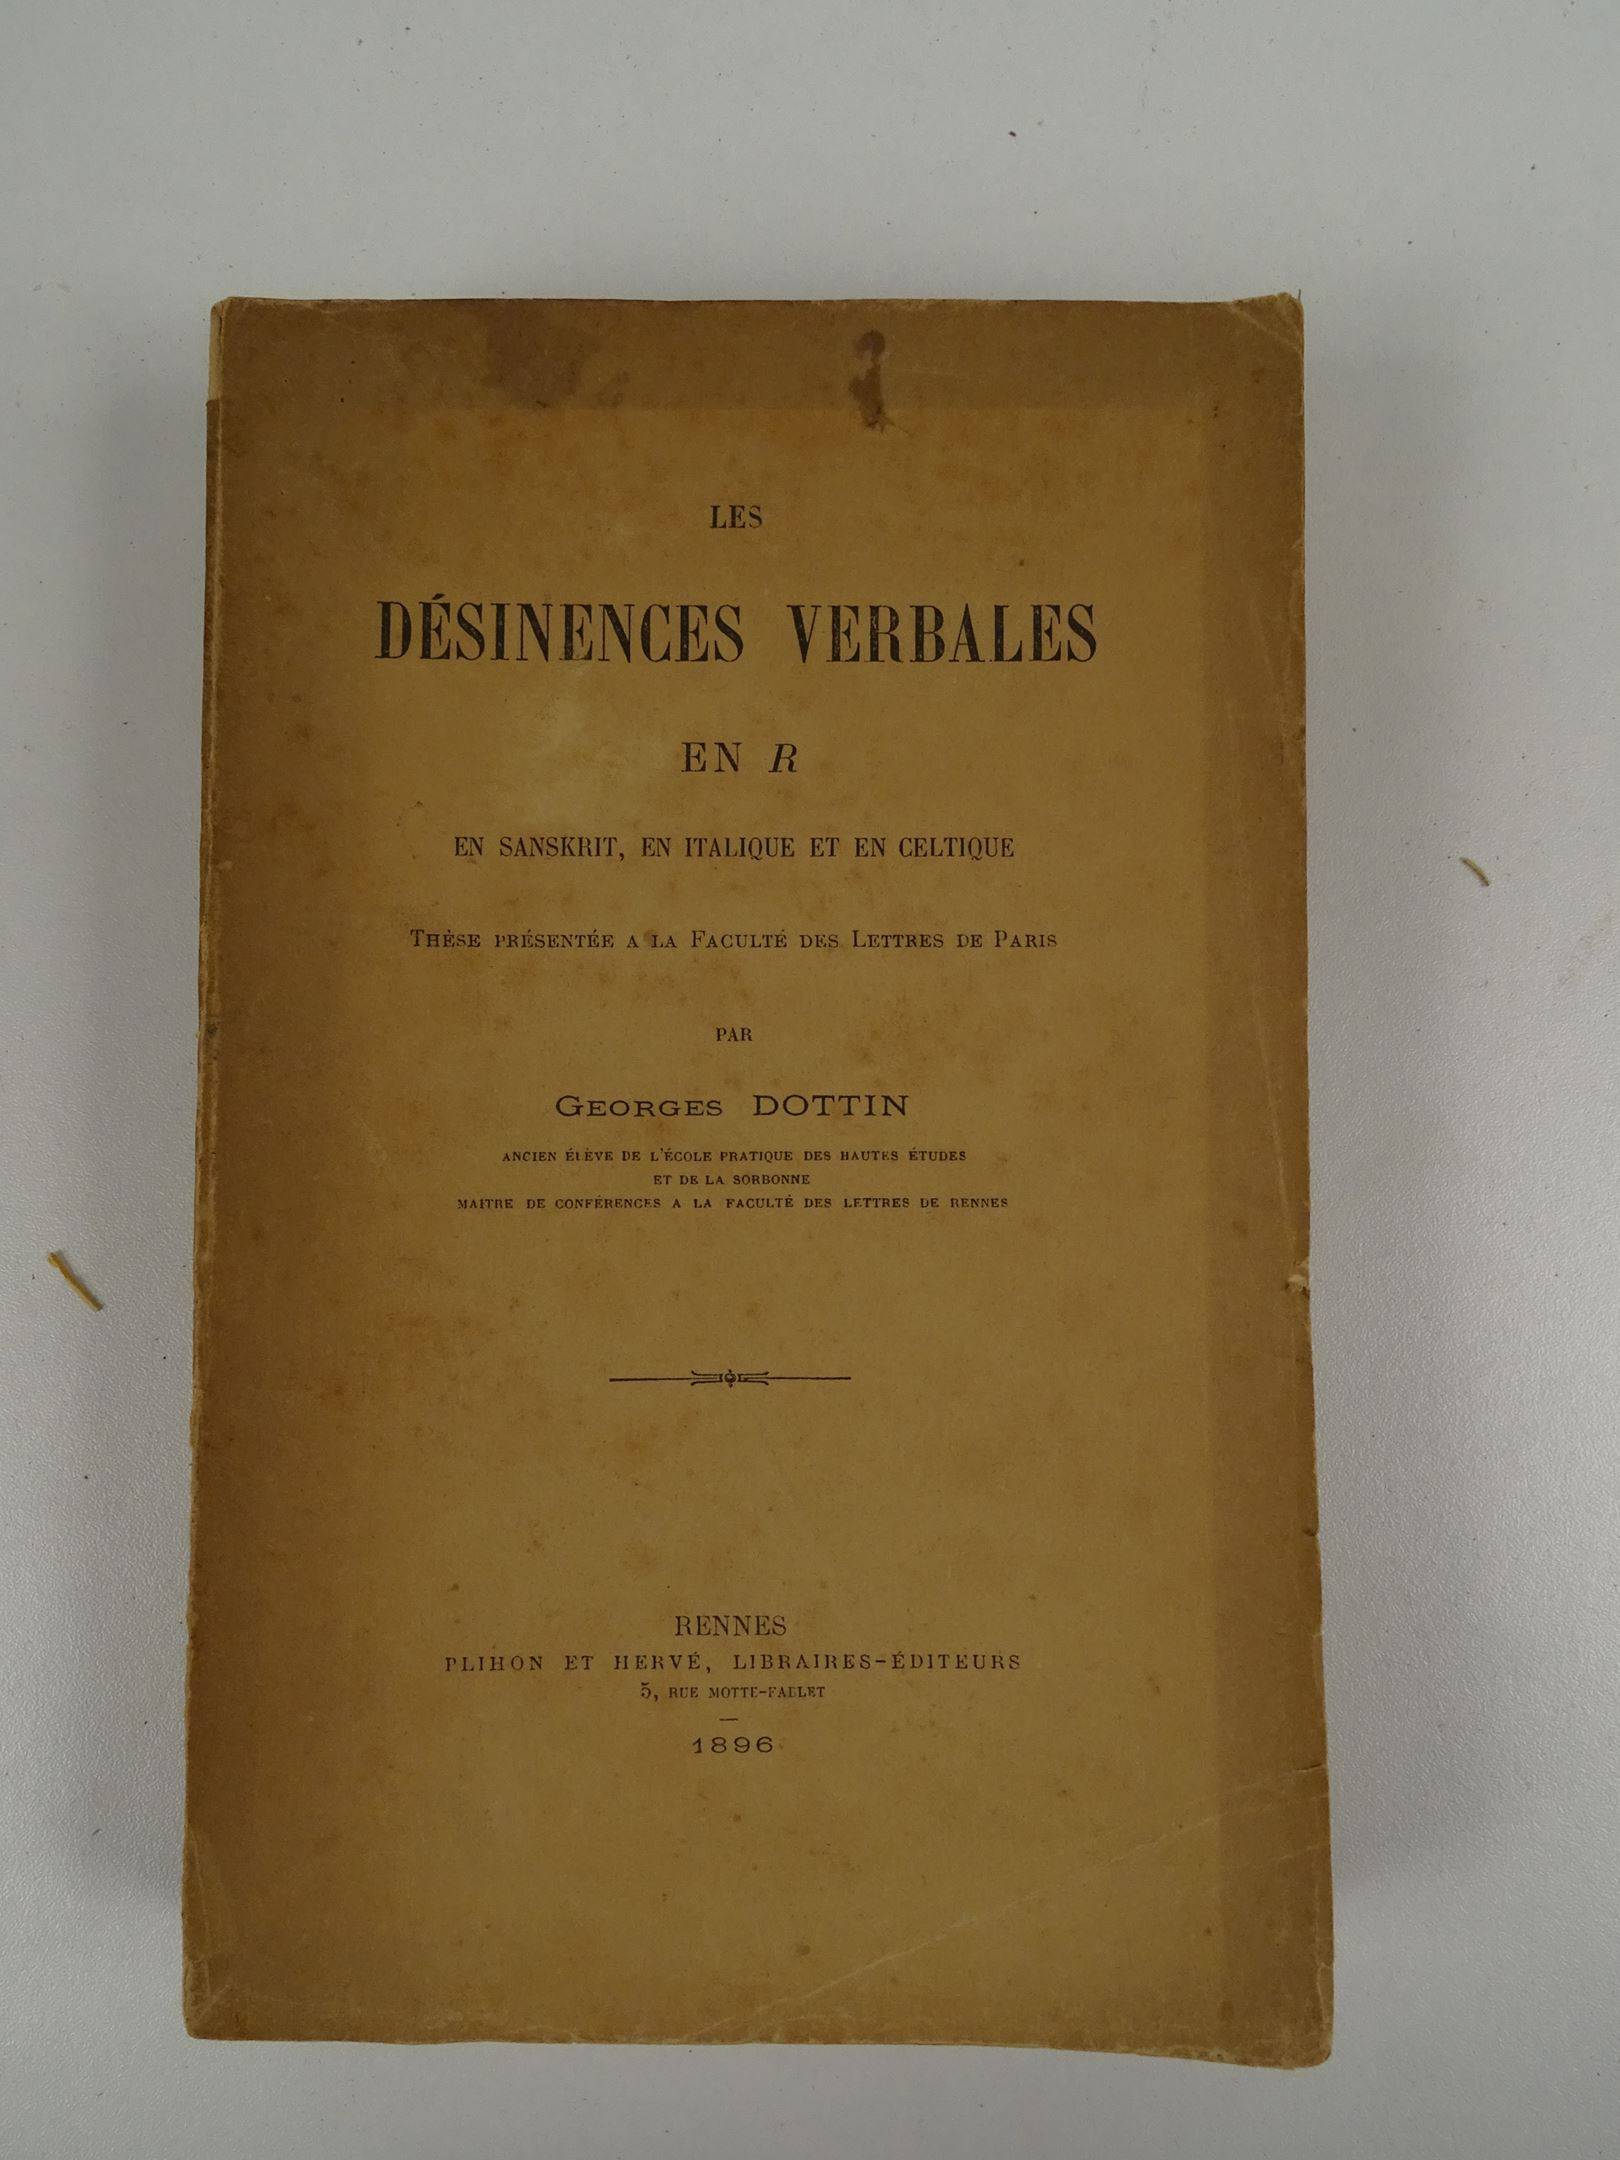 LES
DÉSINENCES VERBALES
EN R
EN SANSKRIT, EN ITALIQUE ET EN CELTIQUE
THÈSE PRÉSENTÉE A LA FACULTÉ DES LETTRES DE PARIS
PAR
GEORGES DOTTIN
ANCIEN ÉLÈVE DE L'ÉCOLE PRATIQUE DES HAUTES ÉTUDES
ET DE LA SORBONNE
MAITRE DE CONFÉRENCES A LA FACULTÉ DES LETTRES DE RENNES
RENNES
PLIHON ET HERVÉ, LIBRAIRES-ÉDITEURS
5, RUE MOTTE-FABLET
1896